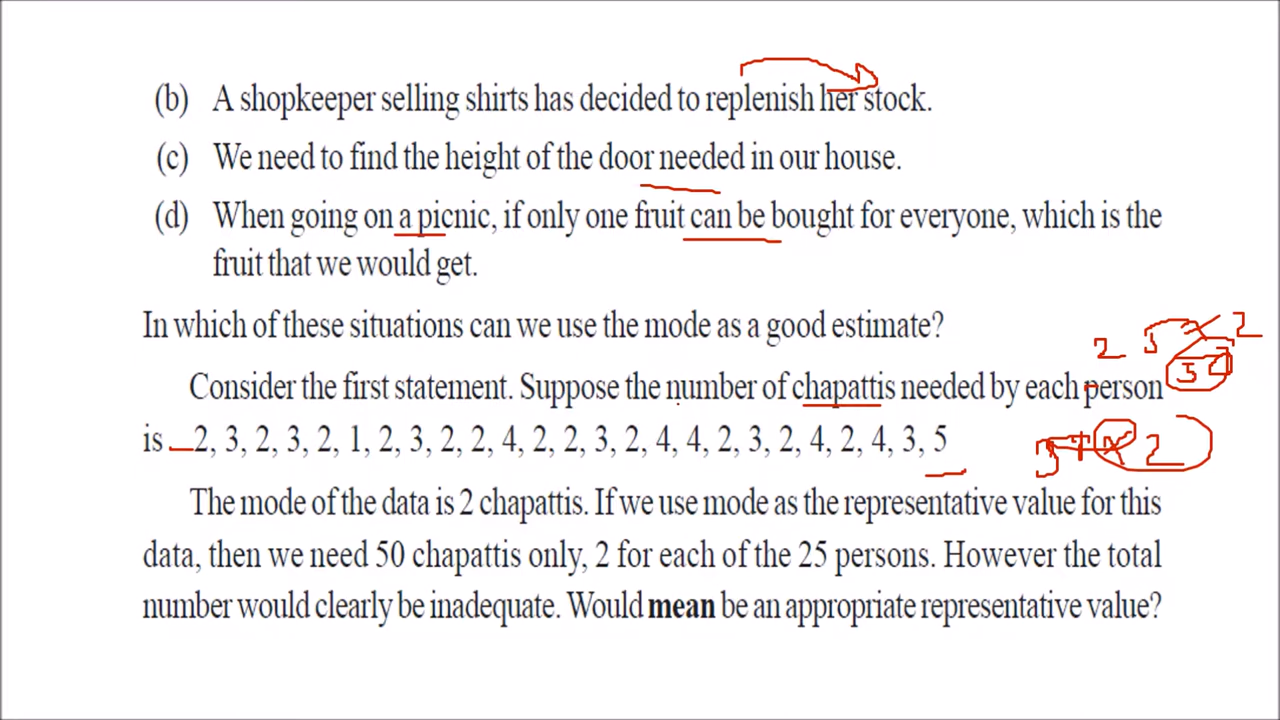 (b) A shopkeeper selling shirts has decided to replenish her stock.
(c) We need to find the height of the door needed in our house.
(d) When going on a picnic, if only one fruit can be bought for everyone, which is the
fruit that we would get.
In which of these situations can we use the mode as a good estimate?
2
2
Consider the first statement. Suppose the number of chapattis needed by each person
is 2, 3, 2, 3, 2, 1, 2, 3, 2, 2, 4, 2, 2, 3, 2, 4, 4, 2, 3, 2, 4, 2, 4, 3, 5
2
The mode of the data is 2 chapattis. If we use mode as the representative value for this
data, then we need 50 chapattis only, 2 for each of the 25 persons. However the total
number would clearly be inadequate. Would mean be an appropriate representative value?